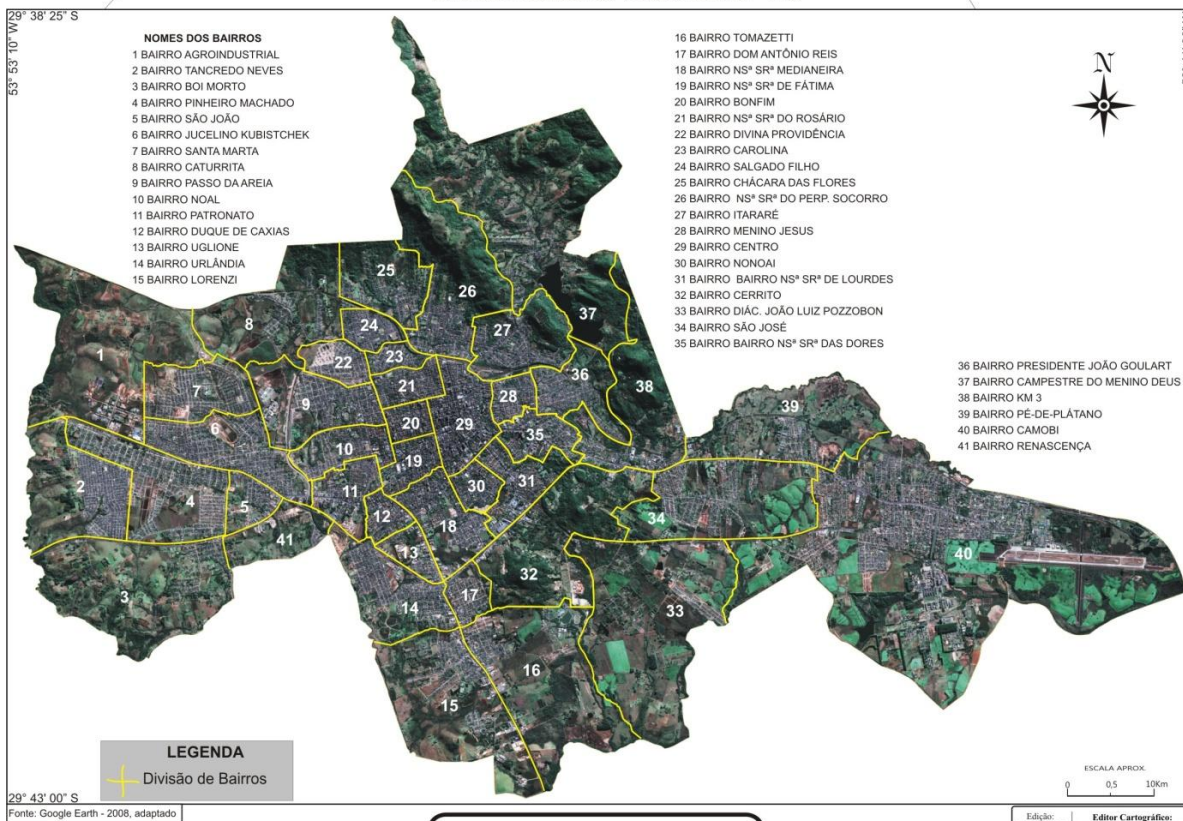 29° 38' 25" S
53° 53' 10" W
NOMES DOS BAIRROS
1 BAIRRO AGROINDUSTRIAL
2 BAIRRO TANCREDO NEVES
3 BAIRRO BOI MORTO
4 BAIRRO PINHEIRO MACHADO
5 BAIRRO SÃO JOÃO
6 BAIRRO JUCELINO KUBISTCHEK
7 BAIRRO SANTA MARTA
8 BAIRRO CATURRITA
9 BAIRRO PASSO DA AREIA
10 BAIRRO NOAL
11 BAIRRO PATRONATO
12 BAIRRO DUQUE DE CAXIAS
13 BAIRRO UGLIONE
14 BAIRRO URLÂNDIA
15 BAIRRO LORENZI
16 BAIRRO TOMAZETTI
17 BAIRRO DOM ANTÔNIO REIS
18 BAIRRO NSª SRª MEDIANEIRA
19 BAIRRO NSª SRª DE FÁTIMA
20 BAIRRO BONFIM
21 BAIRRO NSª SRª DO ROSÁRIO
22 BAIRRO DIVINA PROVIDÊNCIA
23 BAIRRO CAROLINA
24 BAIRRO SALGADO FILHO
25 BAIRRO CHÁCARA DAS FLORES
26 BAIRRO NSª SRª DO PERP. SOCORRO
27 BAIRRO ITARARÉ
28 BAIRRO MENINO JESUS
29 BAIRRO CENTRO
30 BAIRRO NONOAI
31 BAIRRO BAIRRO NSª SRª DE LOURDES
32 BAIRRO CERRITO
33 BAIRRO DIÁC. JOÃO LUIZ POZZOBON
34 BAIRRO SÃO JOSÉ
35 BAIRRO BAIRRO NSª SRª DAS DORES
36 BAIRRO PRESIDENTE JOÃO GOULART
37 BAIRRO CAMPESTRE DO MENINO DEUS
38 BAIRRO KM 3
39 BAIRRO PÉ-DE-PLÁTANO
40 BAIRRO CAMOBI
41 BAIRRO RENASCENÇA
N
25
26
8
24
27
37
1
22
23
7
9
21
28
36
38
6
20
29
39
35
10
19
2
11
30
31
4
5
12
18
34
41
13
40
3
32
17
14
33
16
15
LEGENDA
Divisão de Bairros
ESCALA APROX.
0 0,5 10Km
29° 43' 00" S
Fonte: Google Earth - 2008, adaptado
Edição:
Editor Cartográfico: